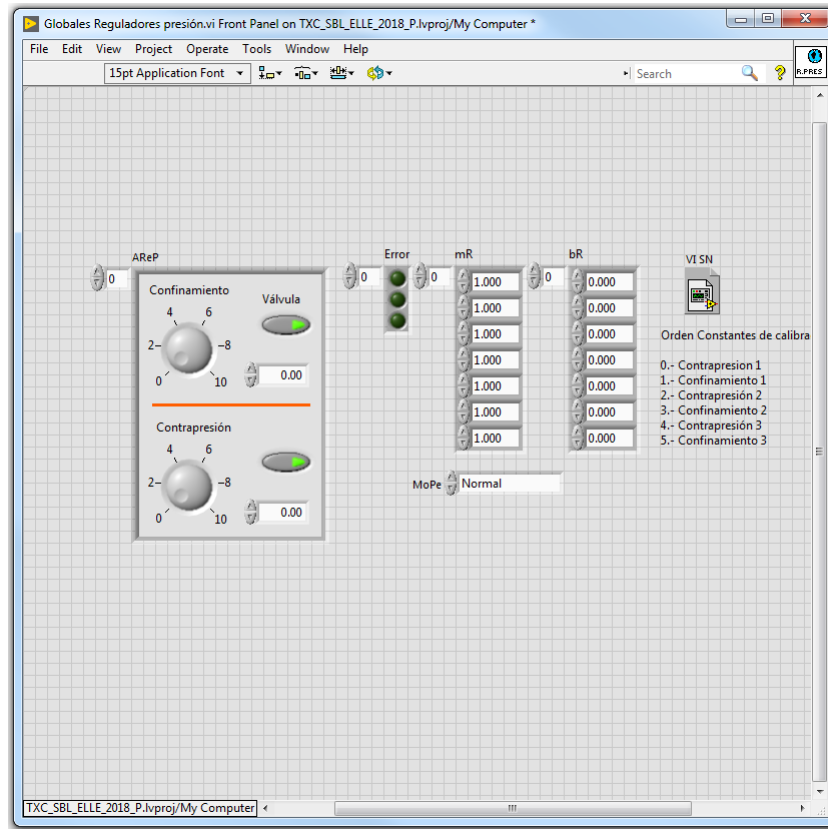 Globales Reguladores presión.vi Front Panel on TXC_SBL_ELLE_2018_P.lvproj/My Computer *
File Edit View Project Operate Tools Window Help
15pt Application Font
Search
R.PRES
AReP
0
Confinamiento
Válvula
0 2 4 6 8 10
0.00
Contrapresión
0 2 4 6 8 10
0.00
Error
0
mR
0
1.000
1.000
1.000
1.000
1.000
1.000
1.000
bR
0
0.000
0.000
0.000
0.000
0.000
0.000
0.000
MoPe Normal
VI SN
Orden Constantes de calibra
0.- Contrapresion 1
1.- Confinamiento 1
2.- Contrapresión 2
3.- Confinamiento 2
4.- Contrapresión 3
5.- Confinamiento 3
TXC_SBL_ELLE_2018_P.lvproj/My Computer